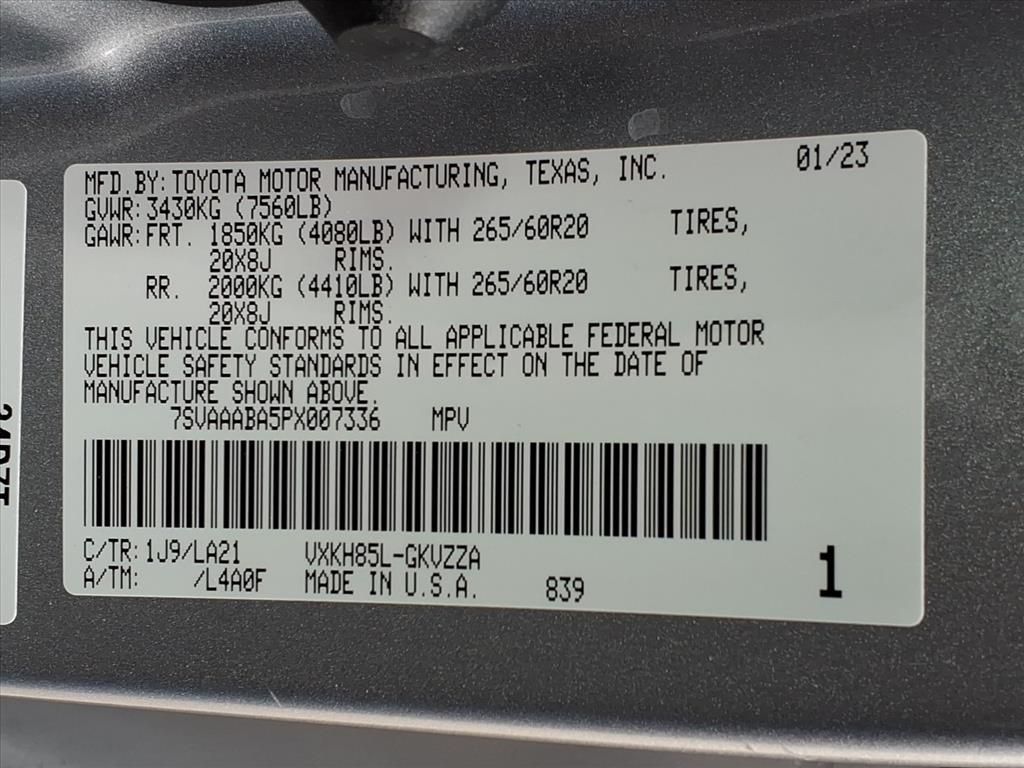 MFD.BY:TOYOTA MOTOR MANUFACTURING, TEXAS, INC. 01/23
GVWR:3430KG (7560LB)
GAWR:FRT. 1850KG (4080LB) WITH 265/60R20 TIRES,
20X8J RIMS.
RR. 2000KG (4410LB) WITH 265/60R20 TIRES,
20X8J RIMS.
THIS VEHICLE CONFORMS TO ALL APPLICABLE FEDERAL MOTOR
VEHICLE SAFETY STANDARDS IN EFFECT ON THE DATE OF
MANUFACTURE SHOWN ABOVE.
7SVAAABA5PX007336 MPV
C/TR:1J9/LA21 VXKH85L-GKVZZA
A/TM: /L4A0F MADE IN U.S.A. 839 1